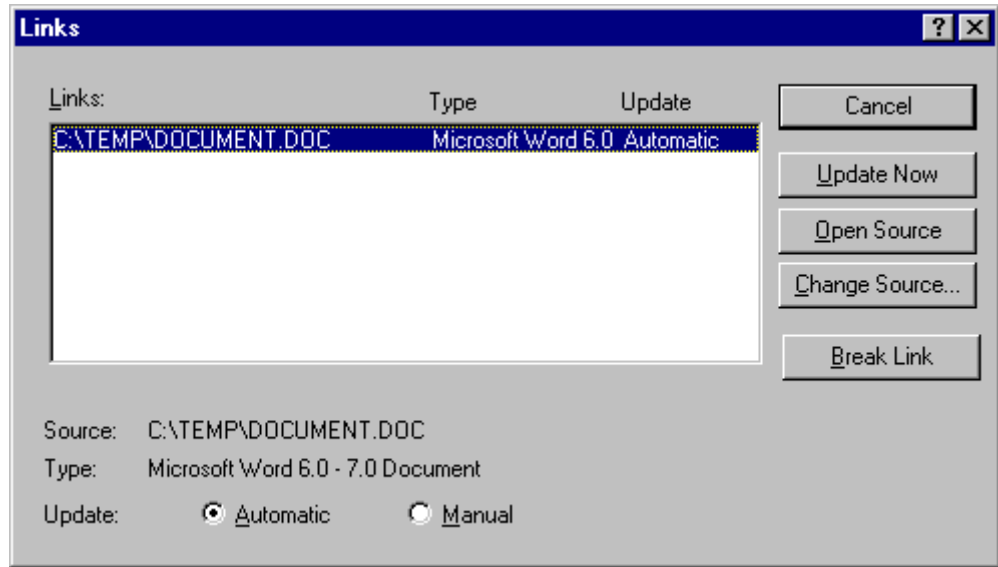 Links
Links: Type Update
C:\TEMP\DOCUMENT.DOC Microsoft Word 6.0 Automatic
Cancel
Update Now
Open Source
Change Source...
Break Link
Source: C:\TEMP\DOCUMENT.DOC
Type: Microsoft Word 6.0 - 7.0 Document
Update: Automatic Manual